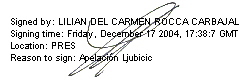 Signed by: LILIAN DEL CARMEN ROCCA CARBAJAL
Signing time: Friday, December 17 2004, 17:38:7 GMT
Location: PRES
Reason to sign: Apelación Ljubicic